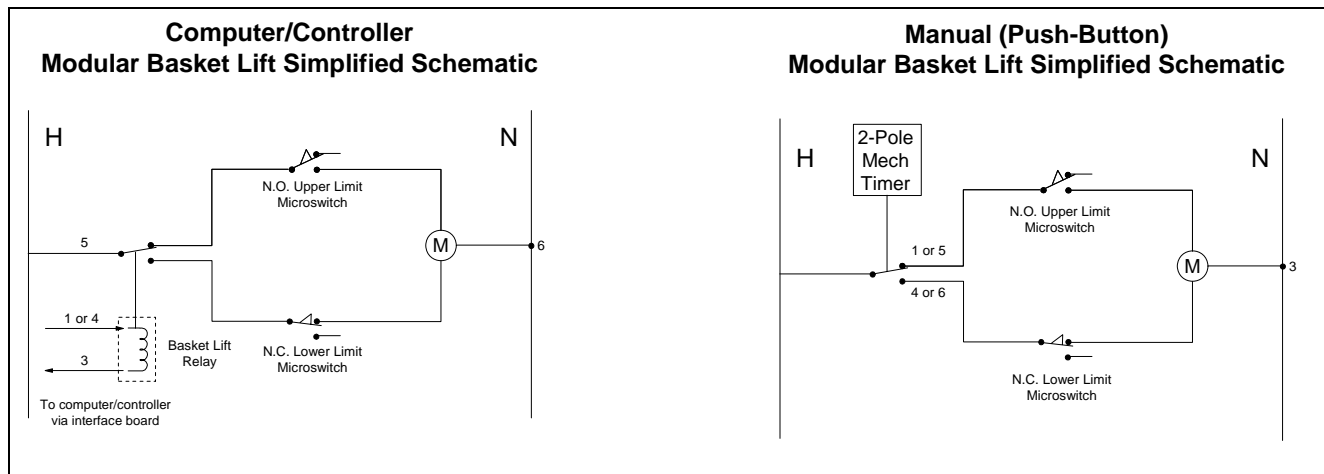 Computer/Controller
Modular Basket Lift Simplified Schematic
H
N
N.O. Upper Limit
Microswitch
5
M
6
1 or 4
3
Basket Lift
Relay
N.C. Lower Limit
Microswitch
To computer/controller
via interface board
Manual (Push-Button)
Modular Basket Lift Simplified Schematic
H
2-Pole
Mech
Timer
N
N.O. Upper Limit
Microswitch
1 or 5
M
3
4 or 6
N.C. Lower Limit
Microswitch